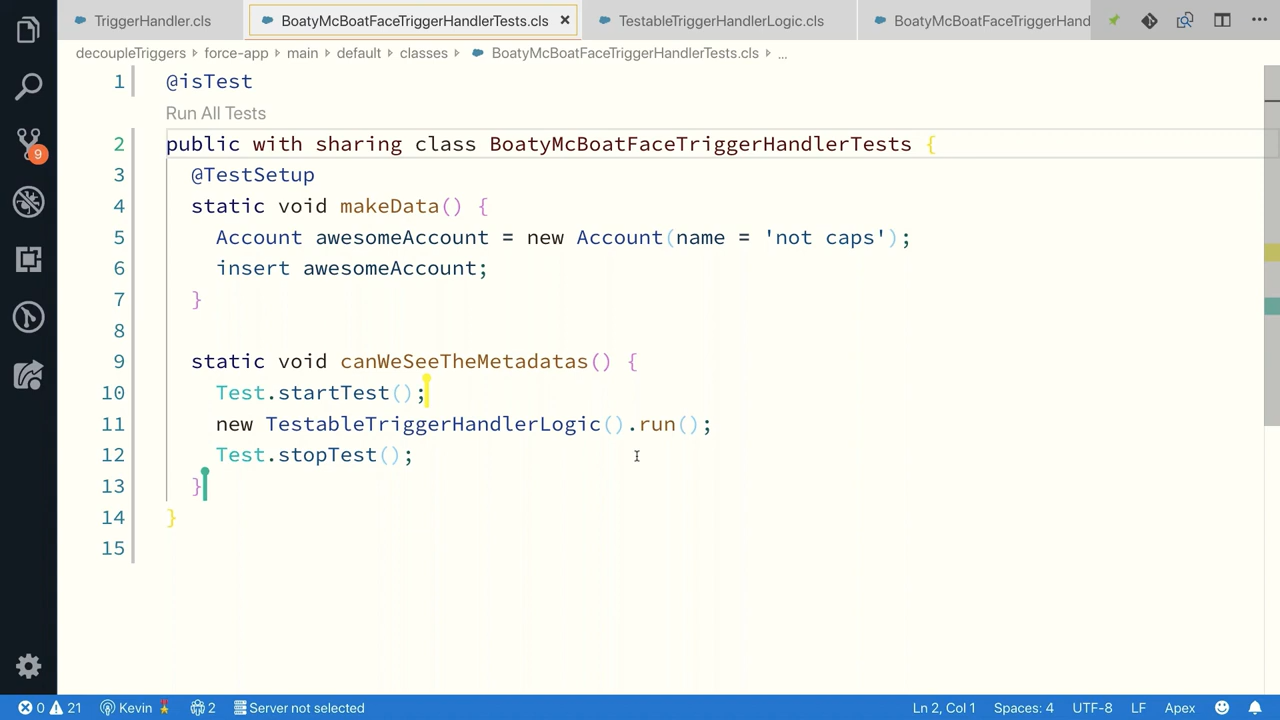 TriggerHandler.cls
BoatyMcBoatFaceTriggerHandlerTests.cls
TestableTriggerHandlerLogic.cls
BoatyMcBoatFaceTriggerHand
decoupleTriggers › force-app › main › default › classes › BoatyMcBoatFaceTriggerHandlerTests.cls › ...
1 @isTest
Run All Tests
2 public with sharing class BoatyMcBoatFaceTriggerHandlerTests {
3 @TestSetup
4 static void makeData() {
5 Account awesomeAccount = new Account(name = 'not caps');
6 insert awesomeAccount;
7 }
8
9 static void canWeSeeTheMetadatas() {
10 Test.startTest();
11 new TestableTriggerHandlerLogic().run();
12 Test.stopTest();
13 }
14 }
15
9
0 21 Kevin 2 Server not selected Ln 2, Col 1 Spaces: 4 UTF-8 LF Apex